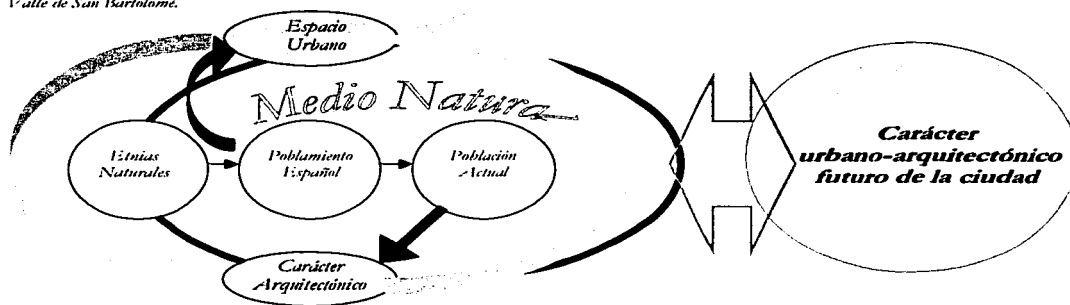 Valle de San Bartolomé.
Espacio
Urbano
Medio Natura
Etnias
Naturales
Poblamiento
Español
Población
Actual
Carácter
urbano-arquitectónico
futuro de la ciudad
Carácter
Arquitectónico